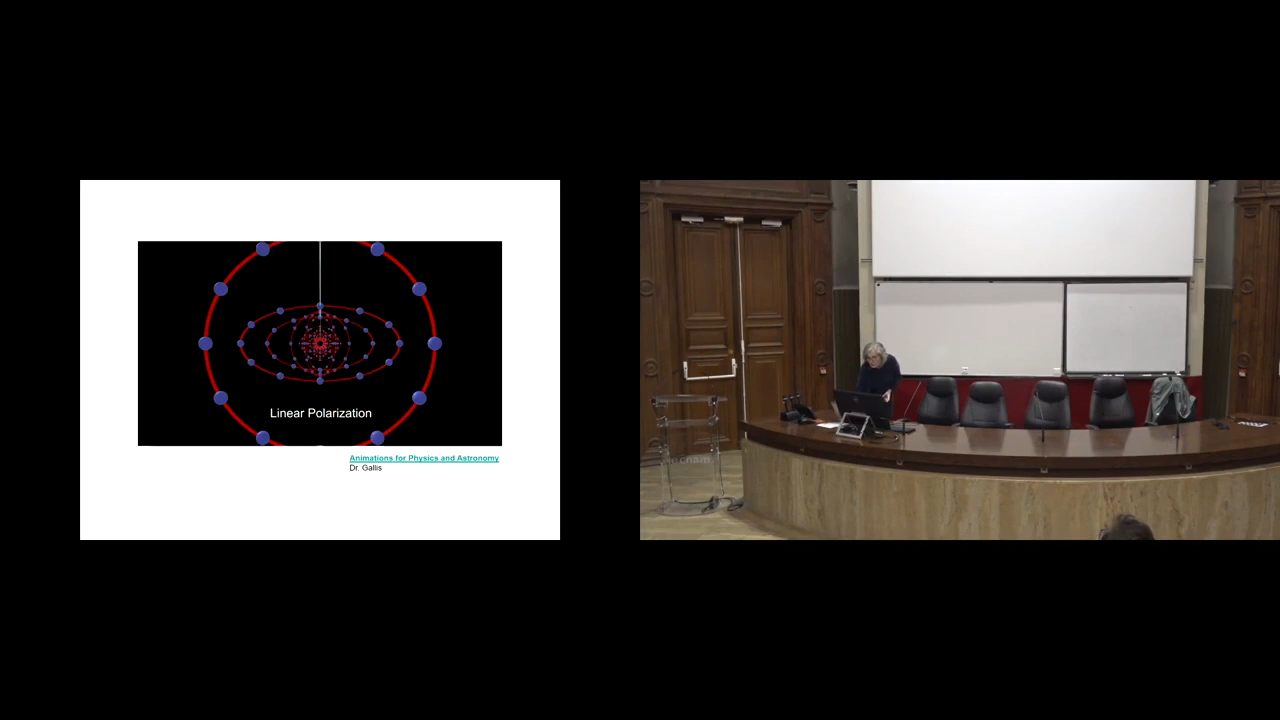 Linear Polarization
Animations for Physics and Astronomy
Dr. Gallis